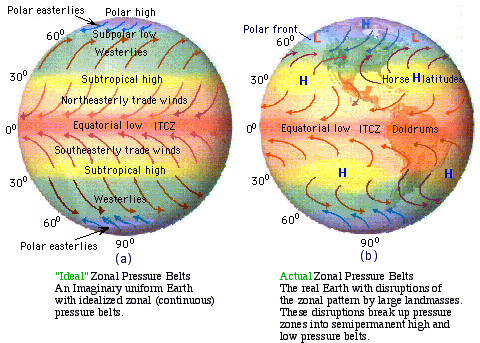 Polar easterlies
Polar high
60°
Subpolar low
Westerlies
30°
Subtropical high
Northeasterly trade winds
0°
Equatorial low ITCZ
Southeasterly trade winds
Subtropical high
30°
Westerlies
60°
Polar easterlies
90°
(a)
"Ideal" Zonal Pressure Belts
An Imaginary uniform Earth
with idealized zonal (continuous)
pressure belts.
Polar front
H
L
L
60°
30°
H
Horse latitudes
H
0°
Equatorial low ITCZ Doldrums
30°
H
H
60°
90°
(b)
Actual Zonal Pressure Belts
The real Earth with disruptions of
the zonal pattern by large landmasses.
These disruptions break up pressure
zones into semipermanent high and
low pressure belts.